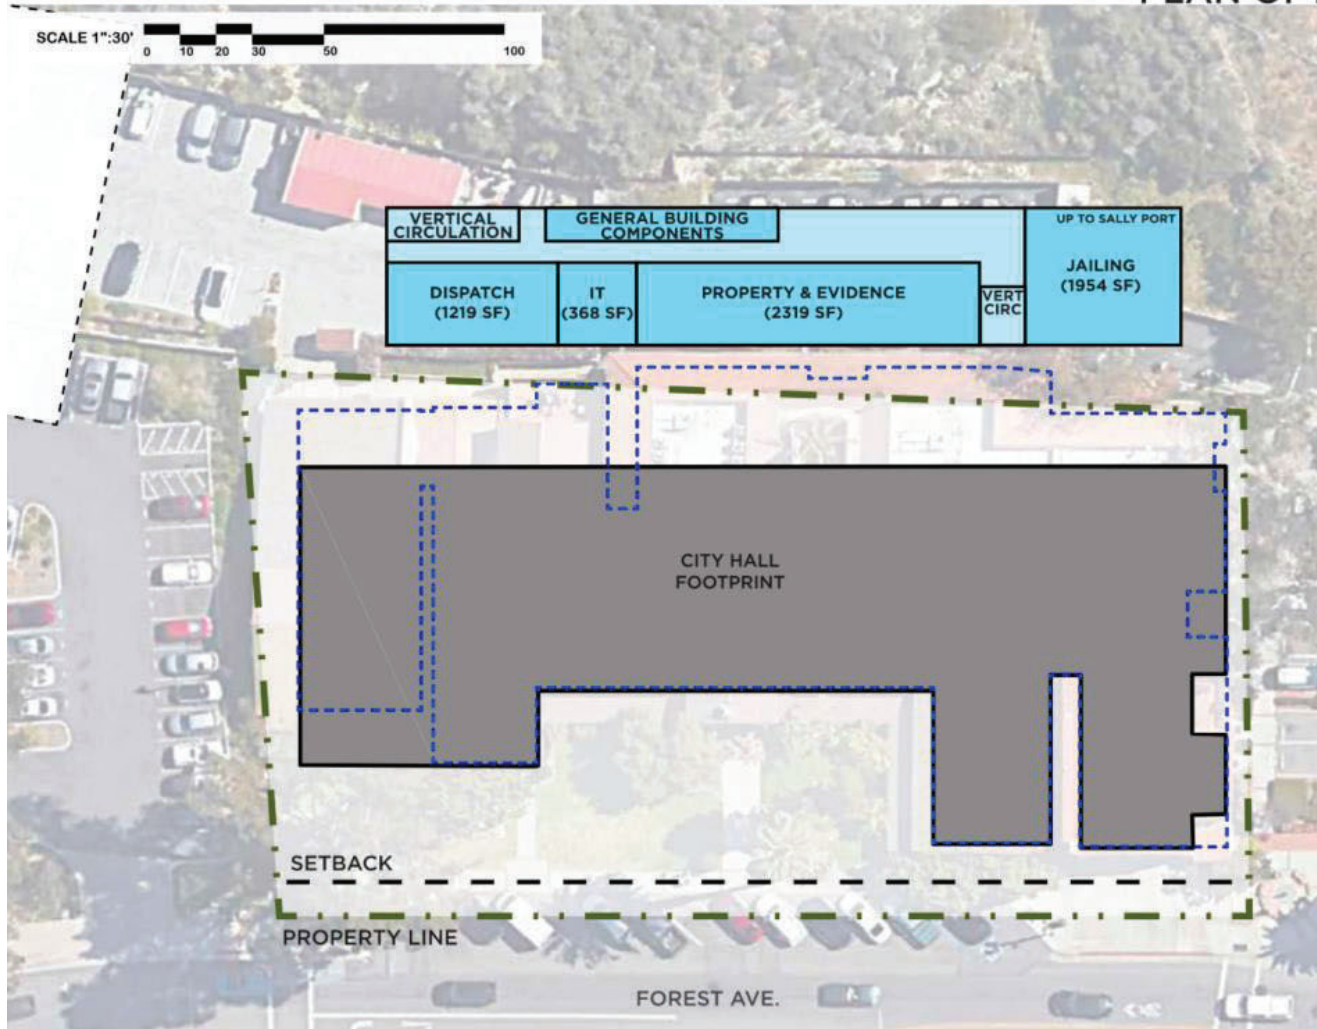 PLAN OF
SCALE 1":30'
0 10 20 30 50 100
VERTICAL
CIRCULATION
GENERAL BUILDING
COMPONENTS
UP TO SALLY PORT
JAILING
(1954 SF)
DISPATCH
(1219 SF)
IT
(368 SF)
PROPERTY & EVIDENCE
(2319 SF)
VERT
CIRC
CITY HALL
FOOTPRINT
SETBACK
PROPERTY LINE
FOREST AVE.